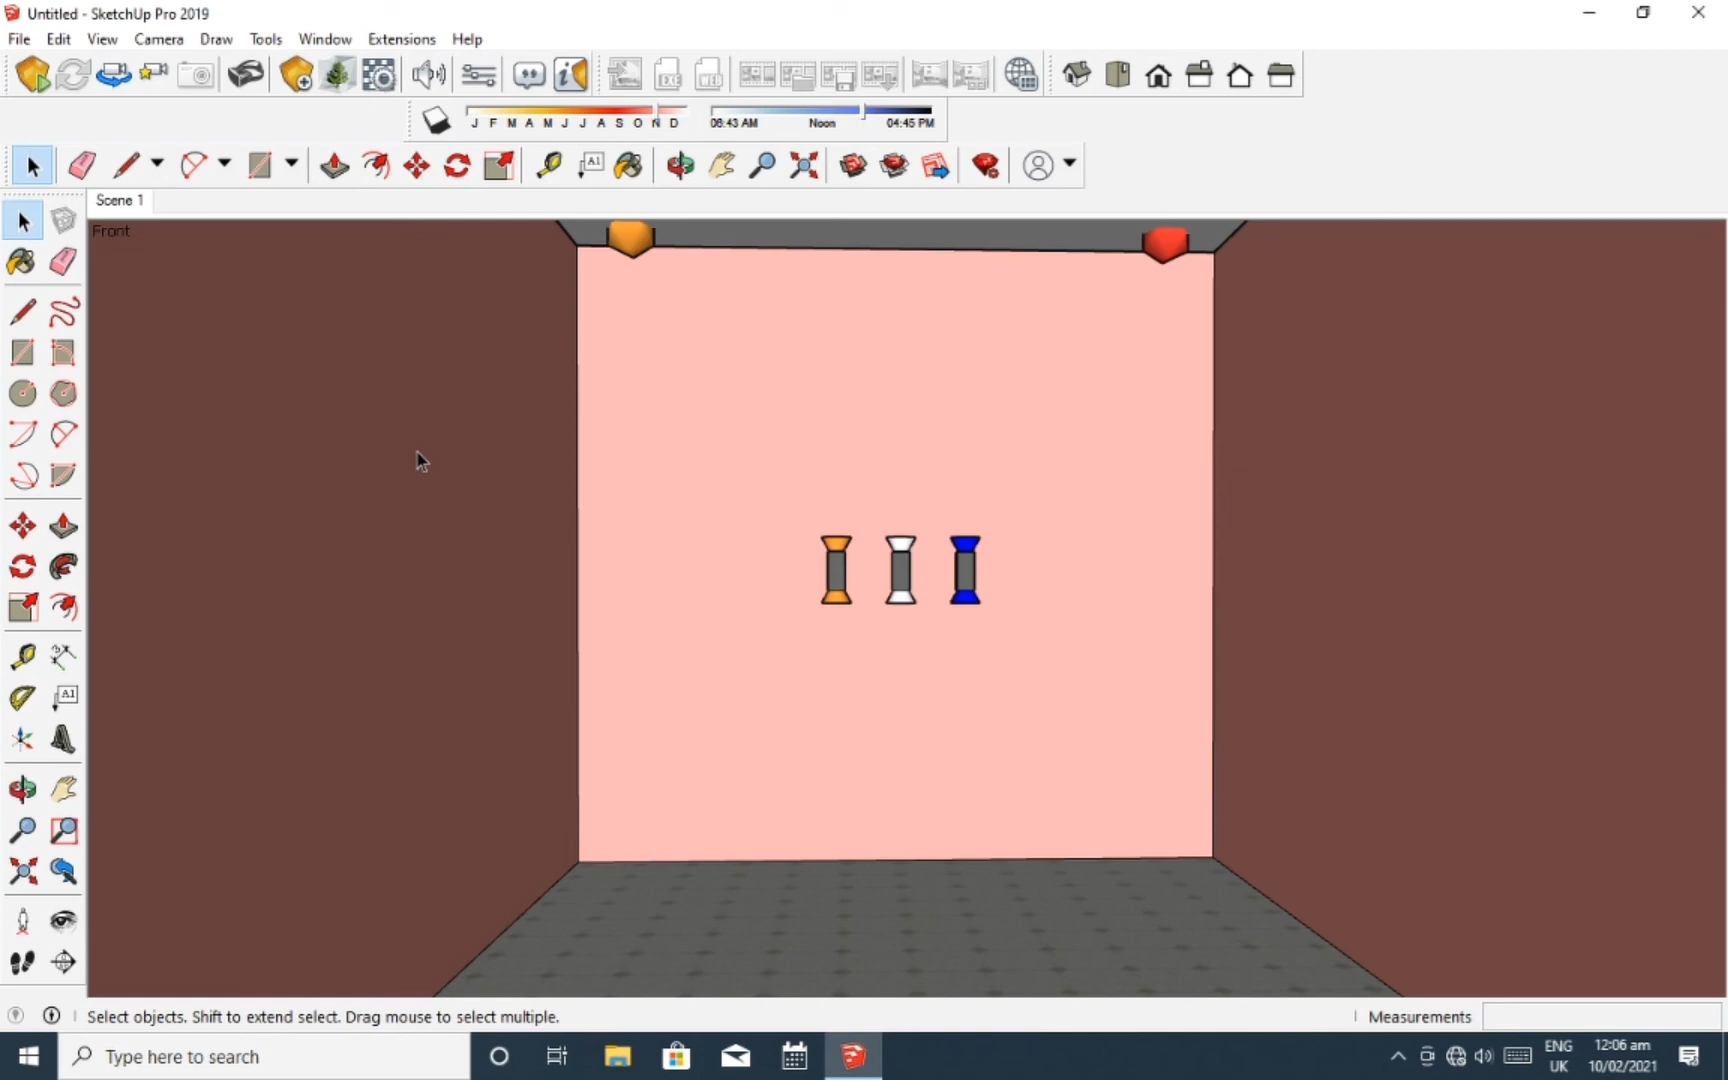 Untitled - SketchUp Pro 2019
File Edit View Camera Draw Tools Window Extensions Help
J F M A M J J A S O N D 06:43 AM Noon 04:45 PM
A1
Scene 1
Front
A1
Select objects. Shift to extend select. Drag mouse to select multiple.
Measurements
Type here to search
ENG
UK
12:06 am
10/02/2021